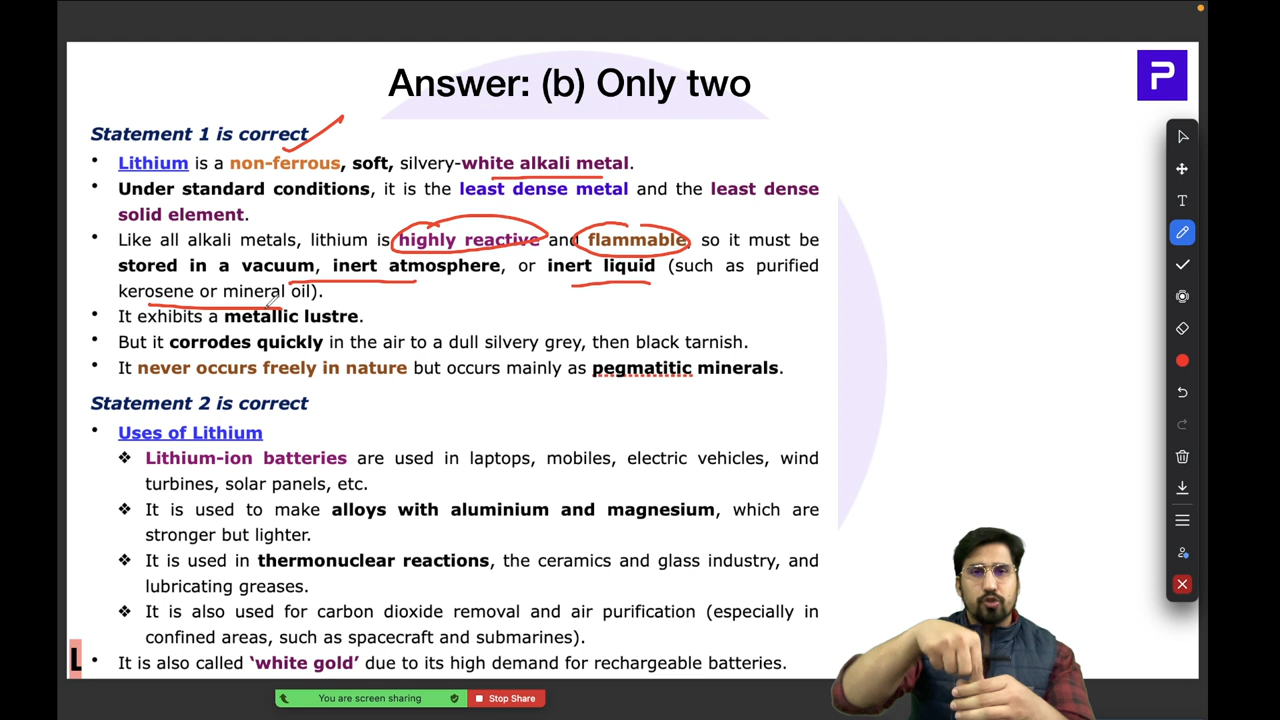 Answer: (b) Only two
P
Statement 1 is correct
• Lithium is a non-ferrous, soft, silvery-white alkali metal.
• Under standard conditions, it is the least dense metal and the least dense
solid element.
• Like all alkali metals, lithium is highly reactive and flammable, so it must be
stored in a vacuum, inert atmosphere, or inert liquid (such as purified
kerosene or mineral oil).
• It exhibits a metallic lustre.
• But it corrodes quickly in the air to a dull silvery grey, then black tarnish.
• It never occurs freely in nature but occurs mainly as pegmatitic minerals.
Statement 2 is correct
• Uses of Lithium
❖ Lithium-ion batteries are used in laptops, mobiles, electric vehicles, wind
turbines, solar panels, etc.
❖ It is used to make alloys with aluminium and magnesium, which are
stronger but lighter.
❖ It is used in thermonuclear reactions, the ceramics and glass industry, and
lubricating greases.
❖ It is also used for carbon dioxide removal and air purification (especially in
confined areas, such as spacecraft and submarines).
L
• It is also called ‘white gold’ due to its high demand for rechargeable batteries.
You are screen sharing
Stop Share
T